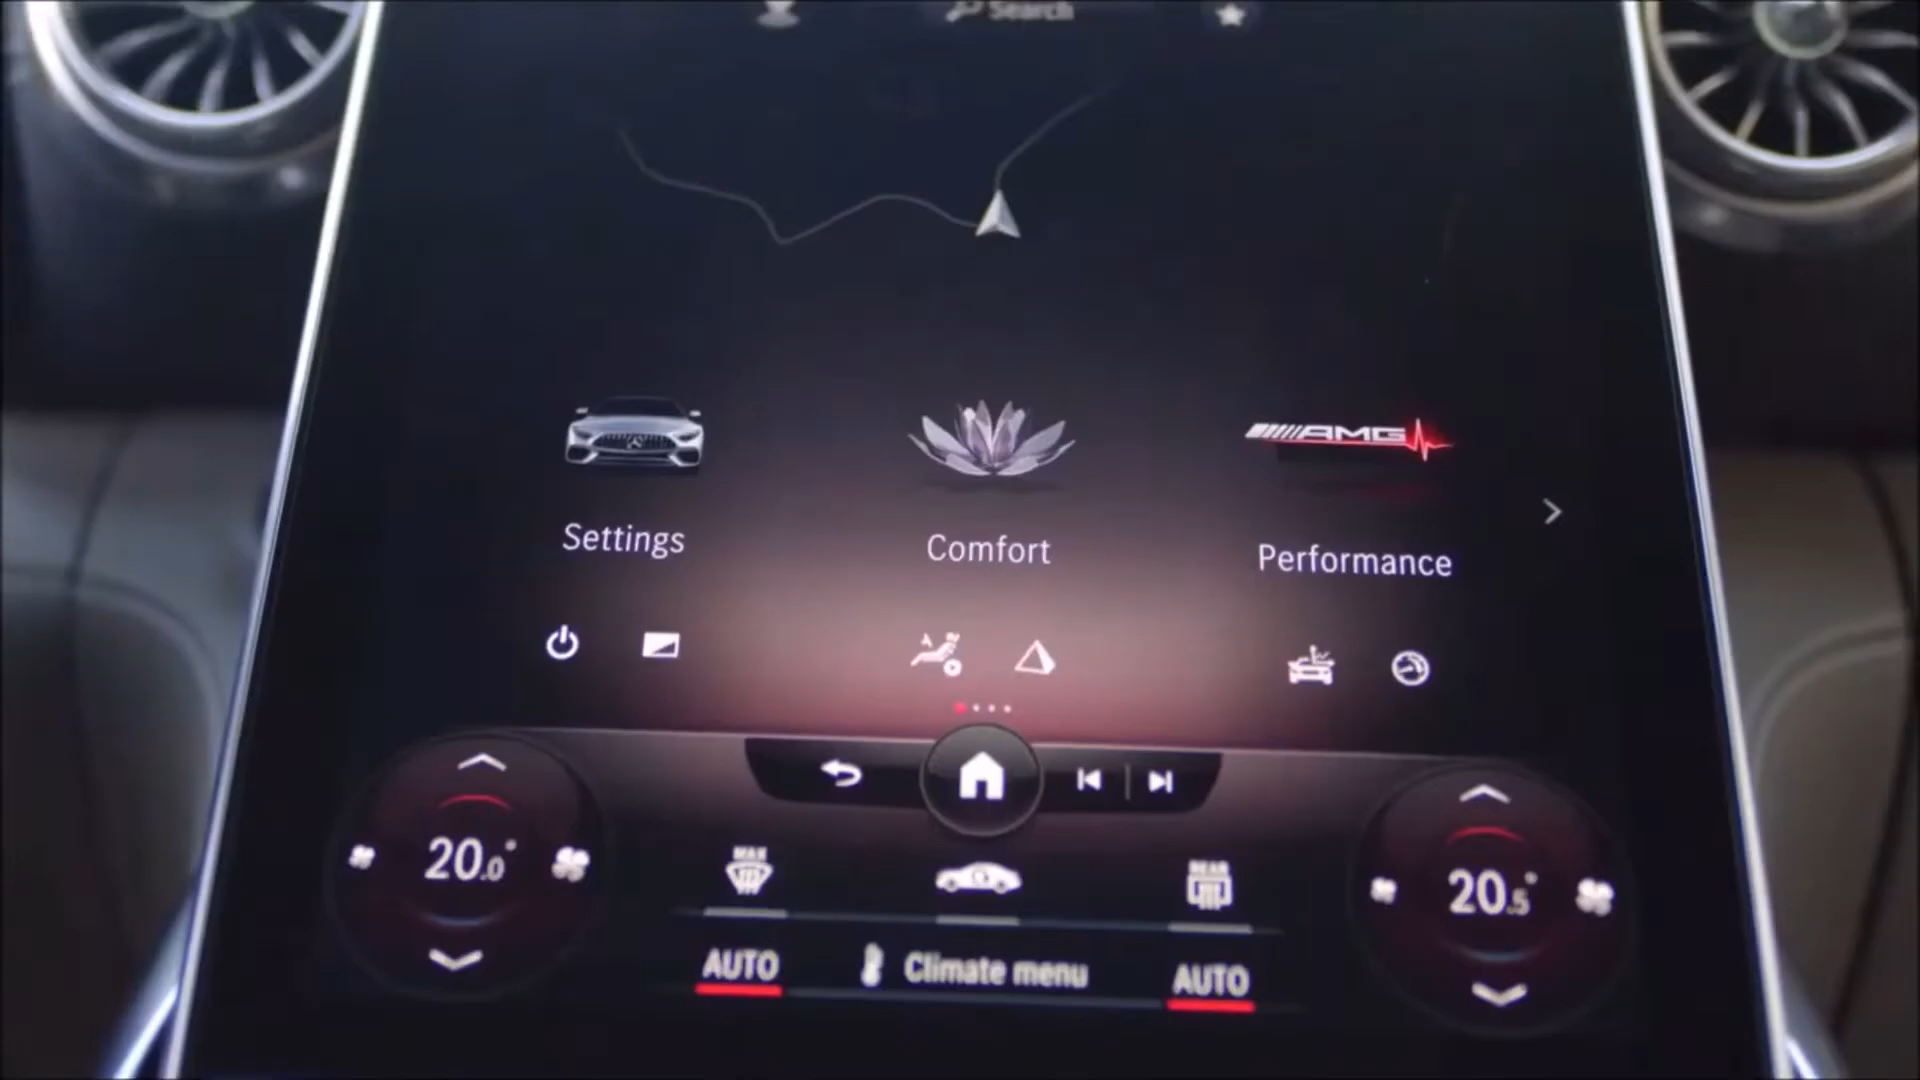 Search
AMG
Settings
Comfort
Performance
20.0°
MAX
REAR
20.5°
AUTO
Climate menu
AUTO